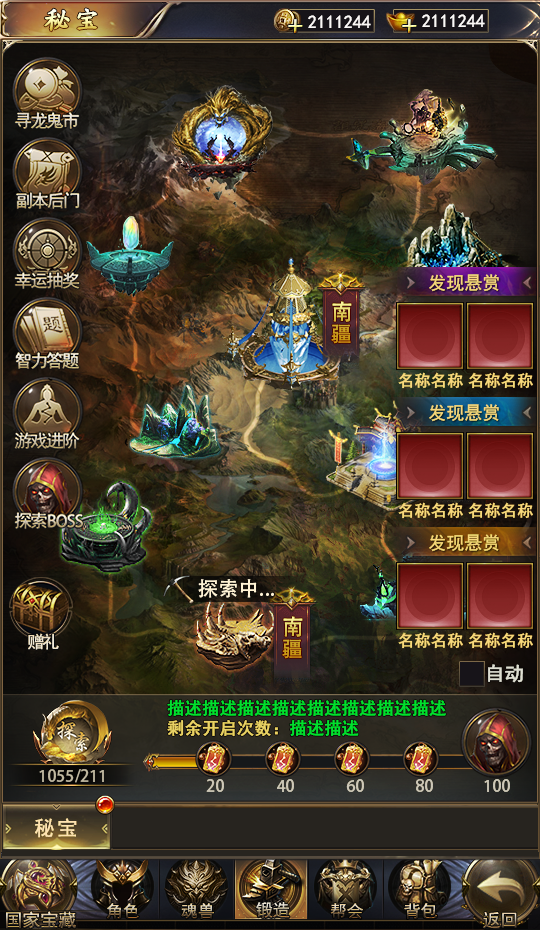 秘宝
2111244
2111244
寻龙鬼市
副本后门
幸运抽奖
题
智力答题
游戏进阶
探索BOSS
赠礼
南疆
发现悬赏
名称名称 名称名称
发现悬赏
名称名称 名称名称
发现悬赏
名称名称 名称名称
探索中...
南疆
自动
描述描述描述描述描述描述描述描述
剩余开启次数：描述描述
探索
1055/211
20 40 60 80 100
秘宝
国家宝藏 角色 魂兽 锻造 帮会 背包 返回